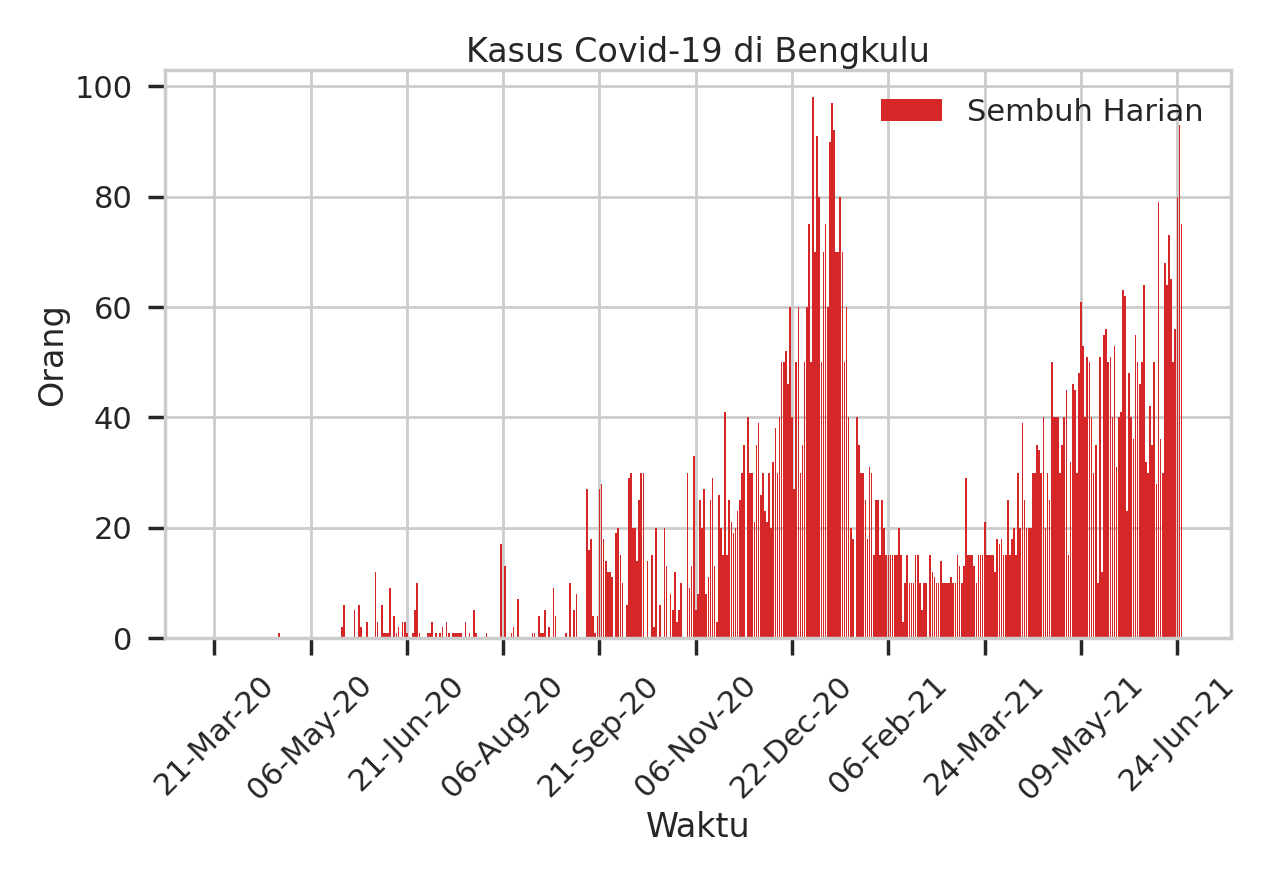 Kasus Covid-19 di Bengkulu
Sembuh Harian
Orang
100
80
60
40
20
0
21-Mar-20
06-May-20
21-Jun-20
06-Aug-20
21-Sep-20
06-Nov-20
22-Dec-20
06-Feb-21
24-Mar-21
09-May-21
24-Jun-21
Waktu